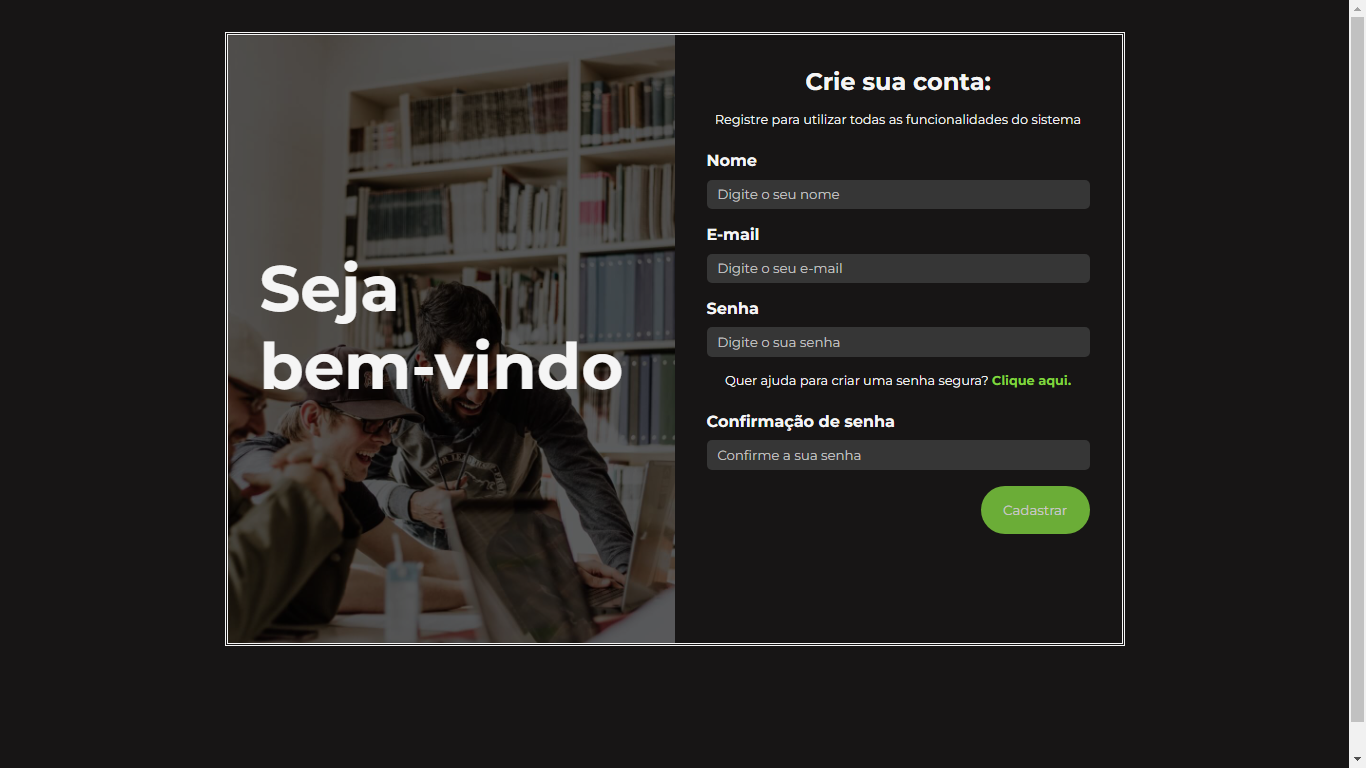 Seja
bem-vindo
Crie sua conta:
Registre para utilizar todas as funcionalidades do sistema
Nome
Digite o seu nome
E-mail
Digite o seu e-mail
Senha
Digite o sua senha
Quer ajuda para criar uma senha segura? Clique aqui.
Confirmação de senha
Confirme a sua senha
Cadastrar